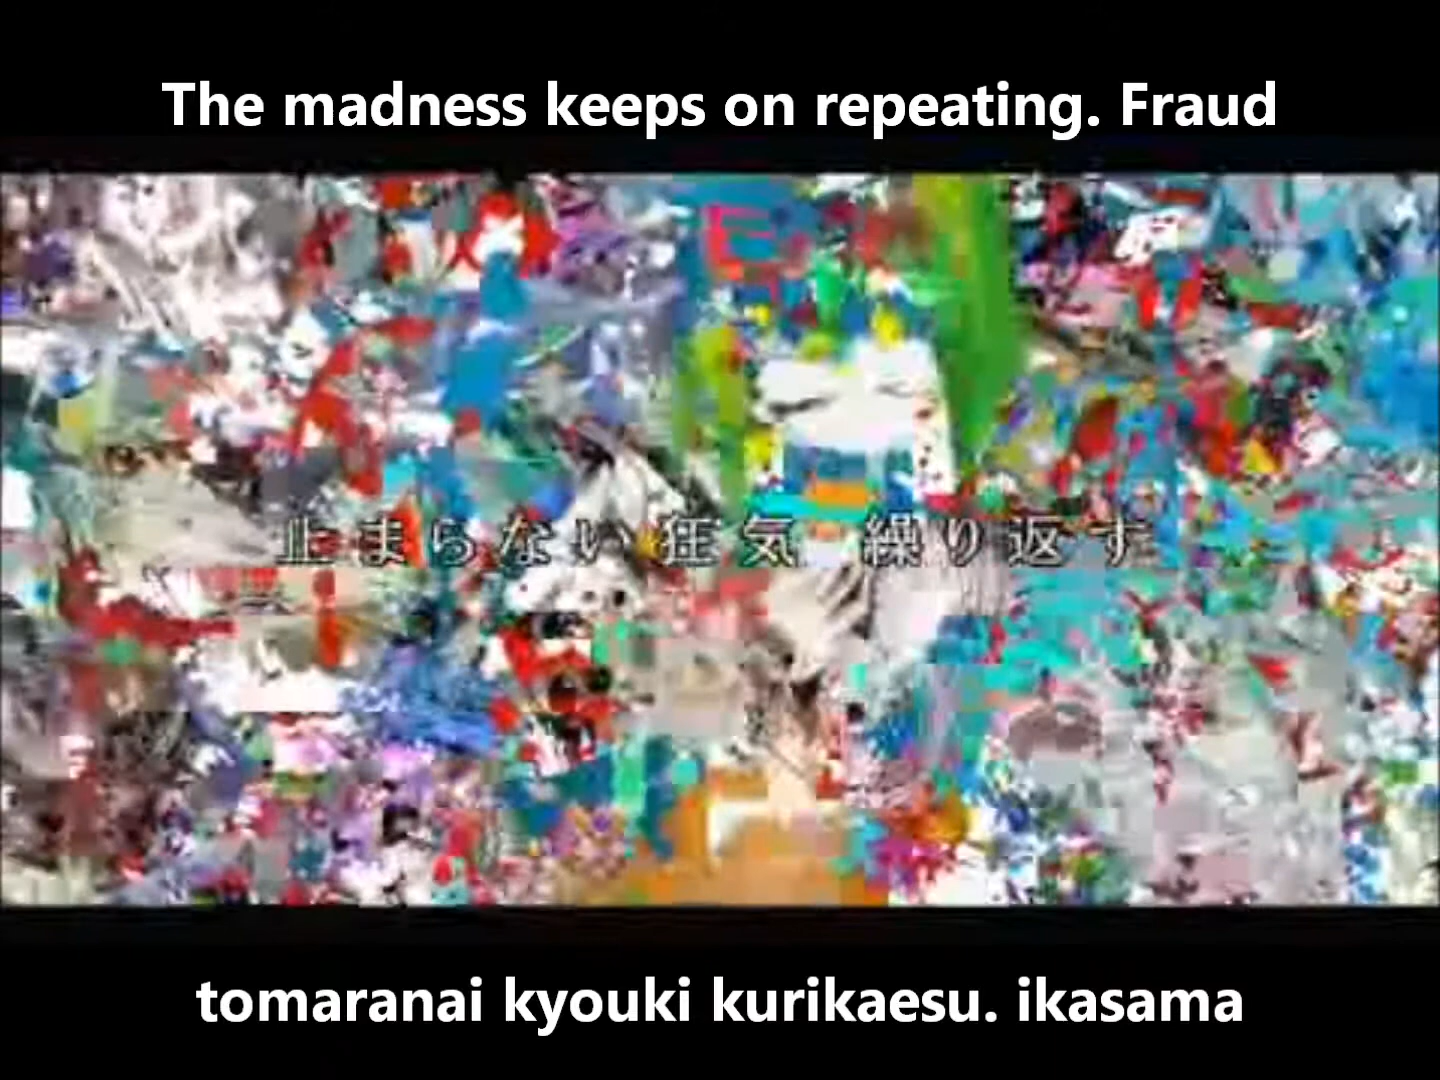 The madness keeps on repeating. Fraud
止まらない狂気 繰り返す
tomaranai kyouki kurikaesu. ikasama